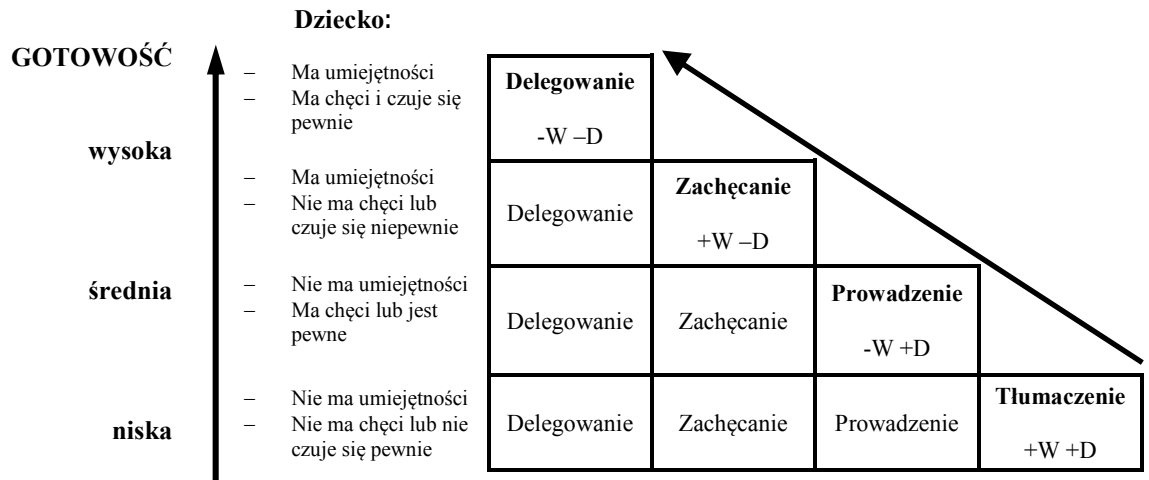 Dziecko:
GOTOWOŚĆ
– Ma umiejętności
– Ma chęci i czuje się
pewnie
Delegowanie
-W –D
wysoka
– Ma umiejętności
– Nie ma chęci lub
czuje się niepewnie
Delegowanie
Zachęcanie
+W –D
średnia
– Nie ma umiejętności
– Ma chęci lub jest
pewne
Delegowanie
Zachęcanie
Prowadzenie
-W +D
niska
– Nie ma umiejętności
– Nie ma chęci lub nie
czuje się pewnie
Delegowanie
Zachęcanie
Prowadzenie
Tłumaczenie
+W +D